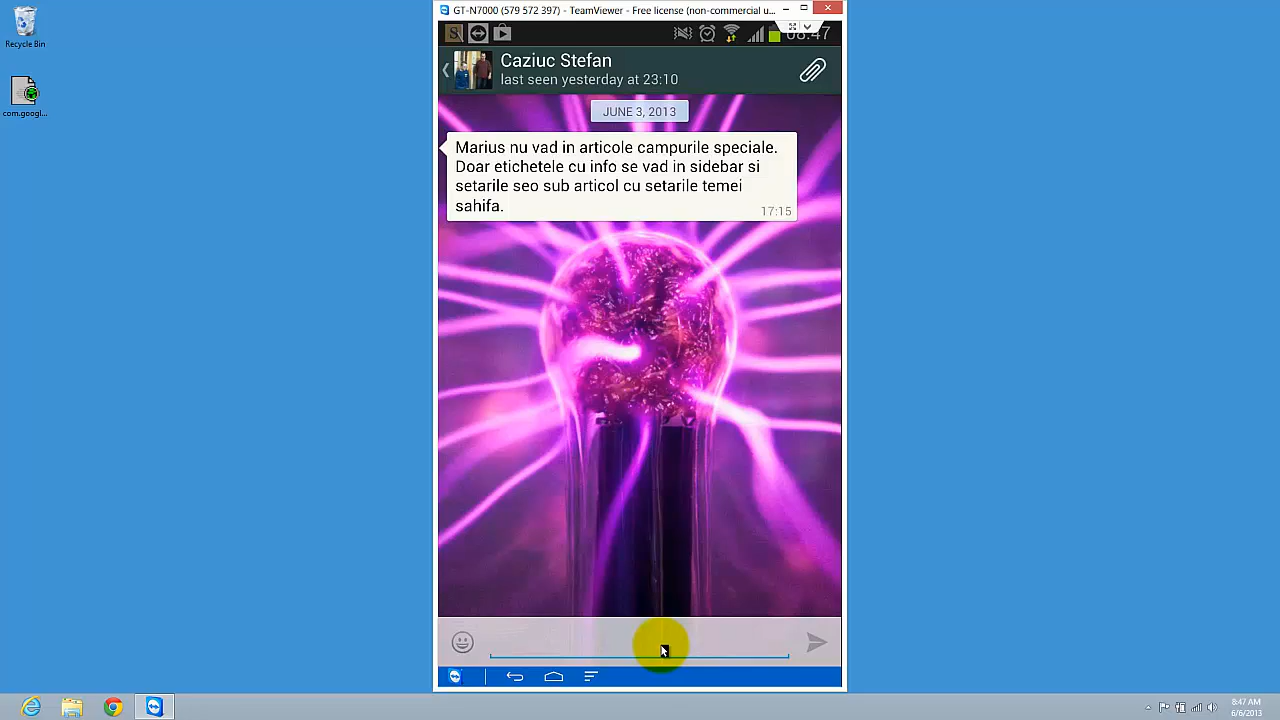 GT-N7000 (579 572 397) - TeamViewer - Free license (non-commercial u...
Recycle Bin
com.googl...
08:47
Caziuc Stefan
last seen yesterday at 23:10
JUNE 3, 2013
Marius nu vad in articole campurile speciale.
Doar etichetele cu info se vad in sidebar si
setarile seo sub articol cu setarile temei
sahifa.
17:15
8:47 AM
6/6/2013